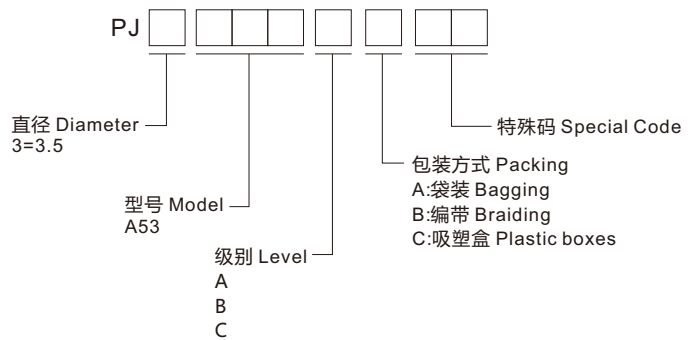 PJ
直径 Diameter
3=3.5
型号 Model
A53
级别 Level
A
B
C
包装方式 Packing
A:袋装 Bagging
B:编带 Braiding
C:吸塑盒 Plastic boxes
特殊码 Special Code